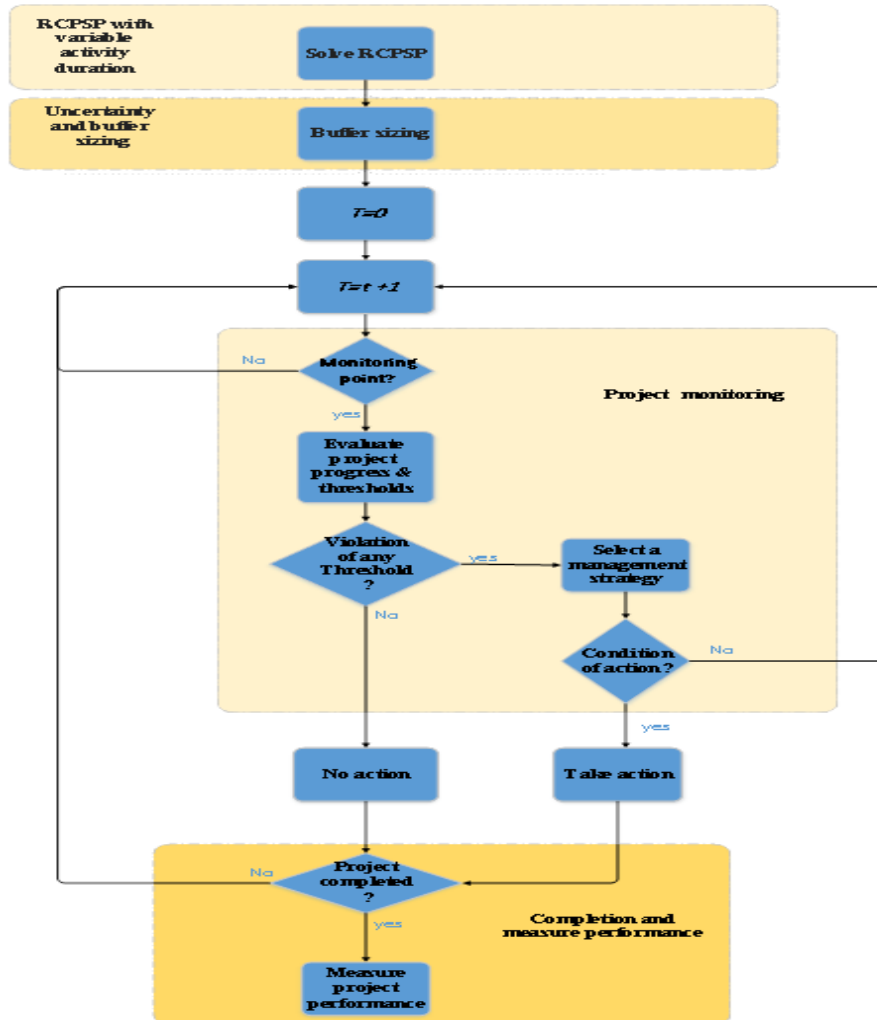 RCPSP with
variable
activity
duration
Solve RCPSP
Uncertainty
and buffer
sizing
Buffer sizing
T=0
T=t +1
No
Monitoring
point?
yes
Project monitoring
Evaluate
project
progress &
thresholds
Violation
of any
Threshold
?
yes
Select a
management
strategy
No
Condition
of action ?
No
yes
No action
Take action
No
Project
completed
?
yes
Completion and
measure performance
Measure
project
performance